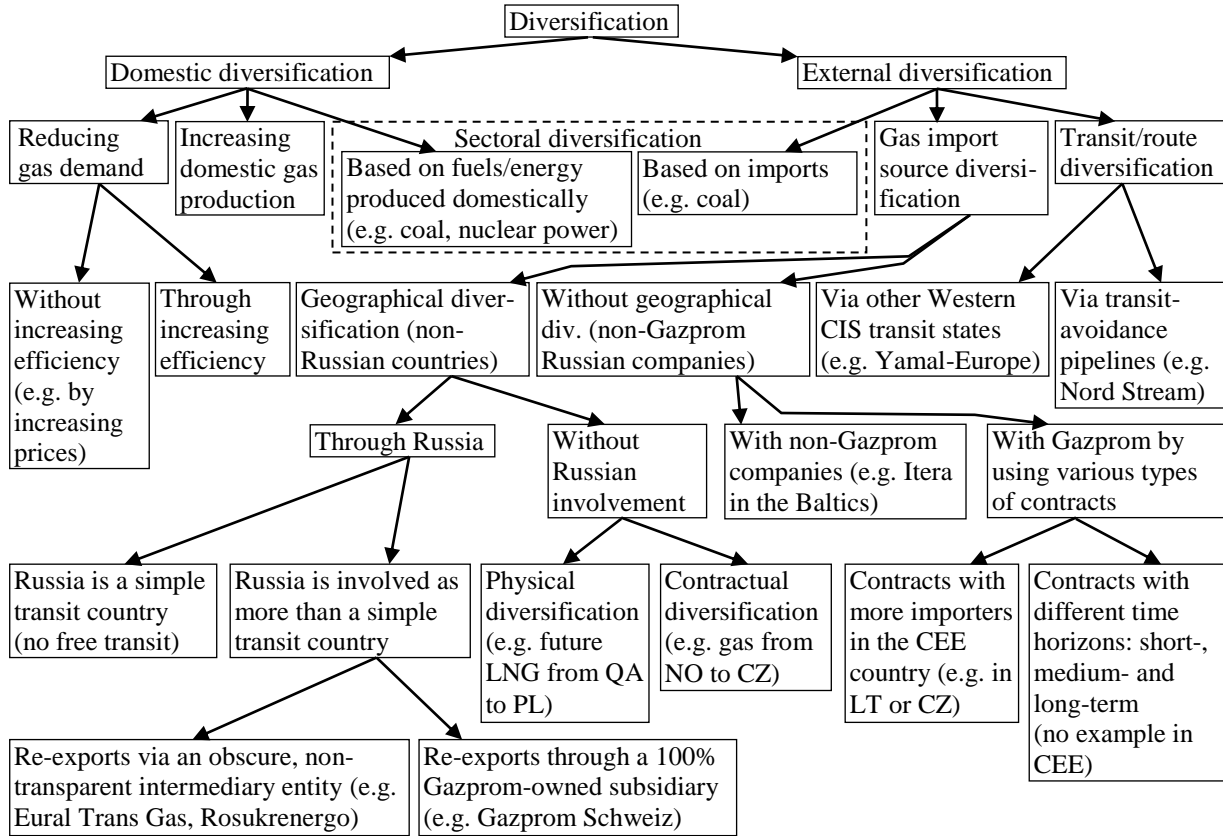 Diversification
Domestic diversification
External diversification
Reducing
gas demand
Increasing
domestic gas
production
Sectoral diversification
Based on fuels/energy
produced domestically
(e.g. coal, nuclear power)
Based on imports
(e.g. coal)
Gas import
source diversi-
fication
Transit/route
diversification
Without
increasing
efficiency
(e.g. by
increasing
prices)
Through
increasing
efficiency
Geographical diver-
sification (non-
Russian countries)
Without geographical
div. (non-Gazprom
Russian companies)
Via other Western
CIS transit states
(e.g. Yamal-Europe)
Via transit-
avoidance
pipelines (e.g.
Nord Stream)
Through Russia
Without
Russian
involvement
With non-Gazprom
companies (e.g. Itera
in the Baltics)
With Gazprom by
using various types
of contracts
Russia is a simple
transit country
(no free transit)
Russia is involved as
more than a simple
transit country
Physical
diversification
(e.g. future
LNG from QA
to PL)
Contractual
diversification
(e.g. gas from
NO to CZ)
Contracts with
more importers
in the CEE
country (e.g. in
LT or CZ)
Contracts with
different time
horizons: short-,
medium- and
long-term
(no example in
CEE)
Re-exports via an obscure, non-
transparent intermediary entity (e.g.
Eural Trans Gas, Rosukrenergo)
Re-exports through a 100%
Gazprom-owned subsidiary
(e.g. Gazprom Schweiz)